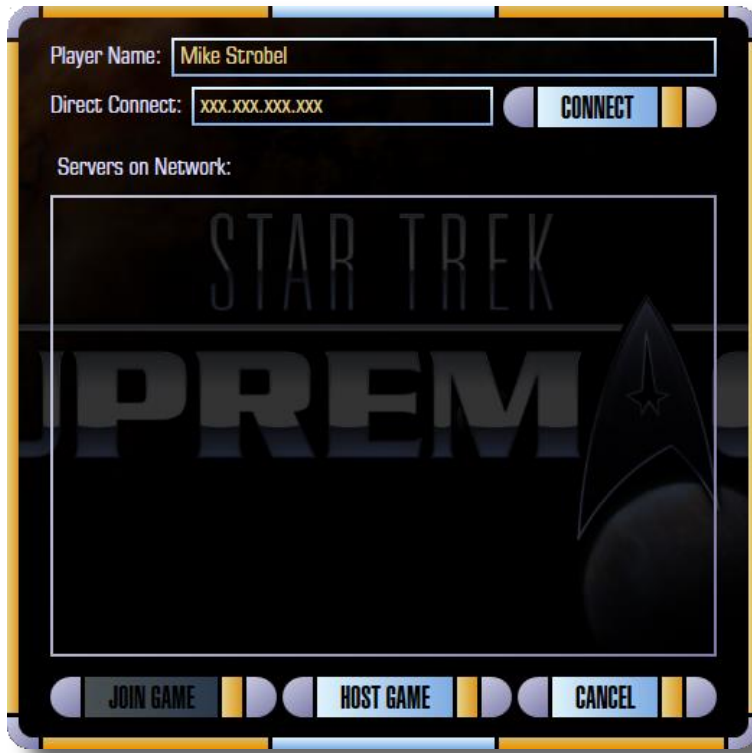 Player Name: Mike Strobel
Direct Connect: xxx.xxx.xxx.xxx CONNECT
Servers on Network:
STAR TREK
UPREM
JOIN GAME HOST GAME CANCEL